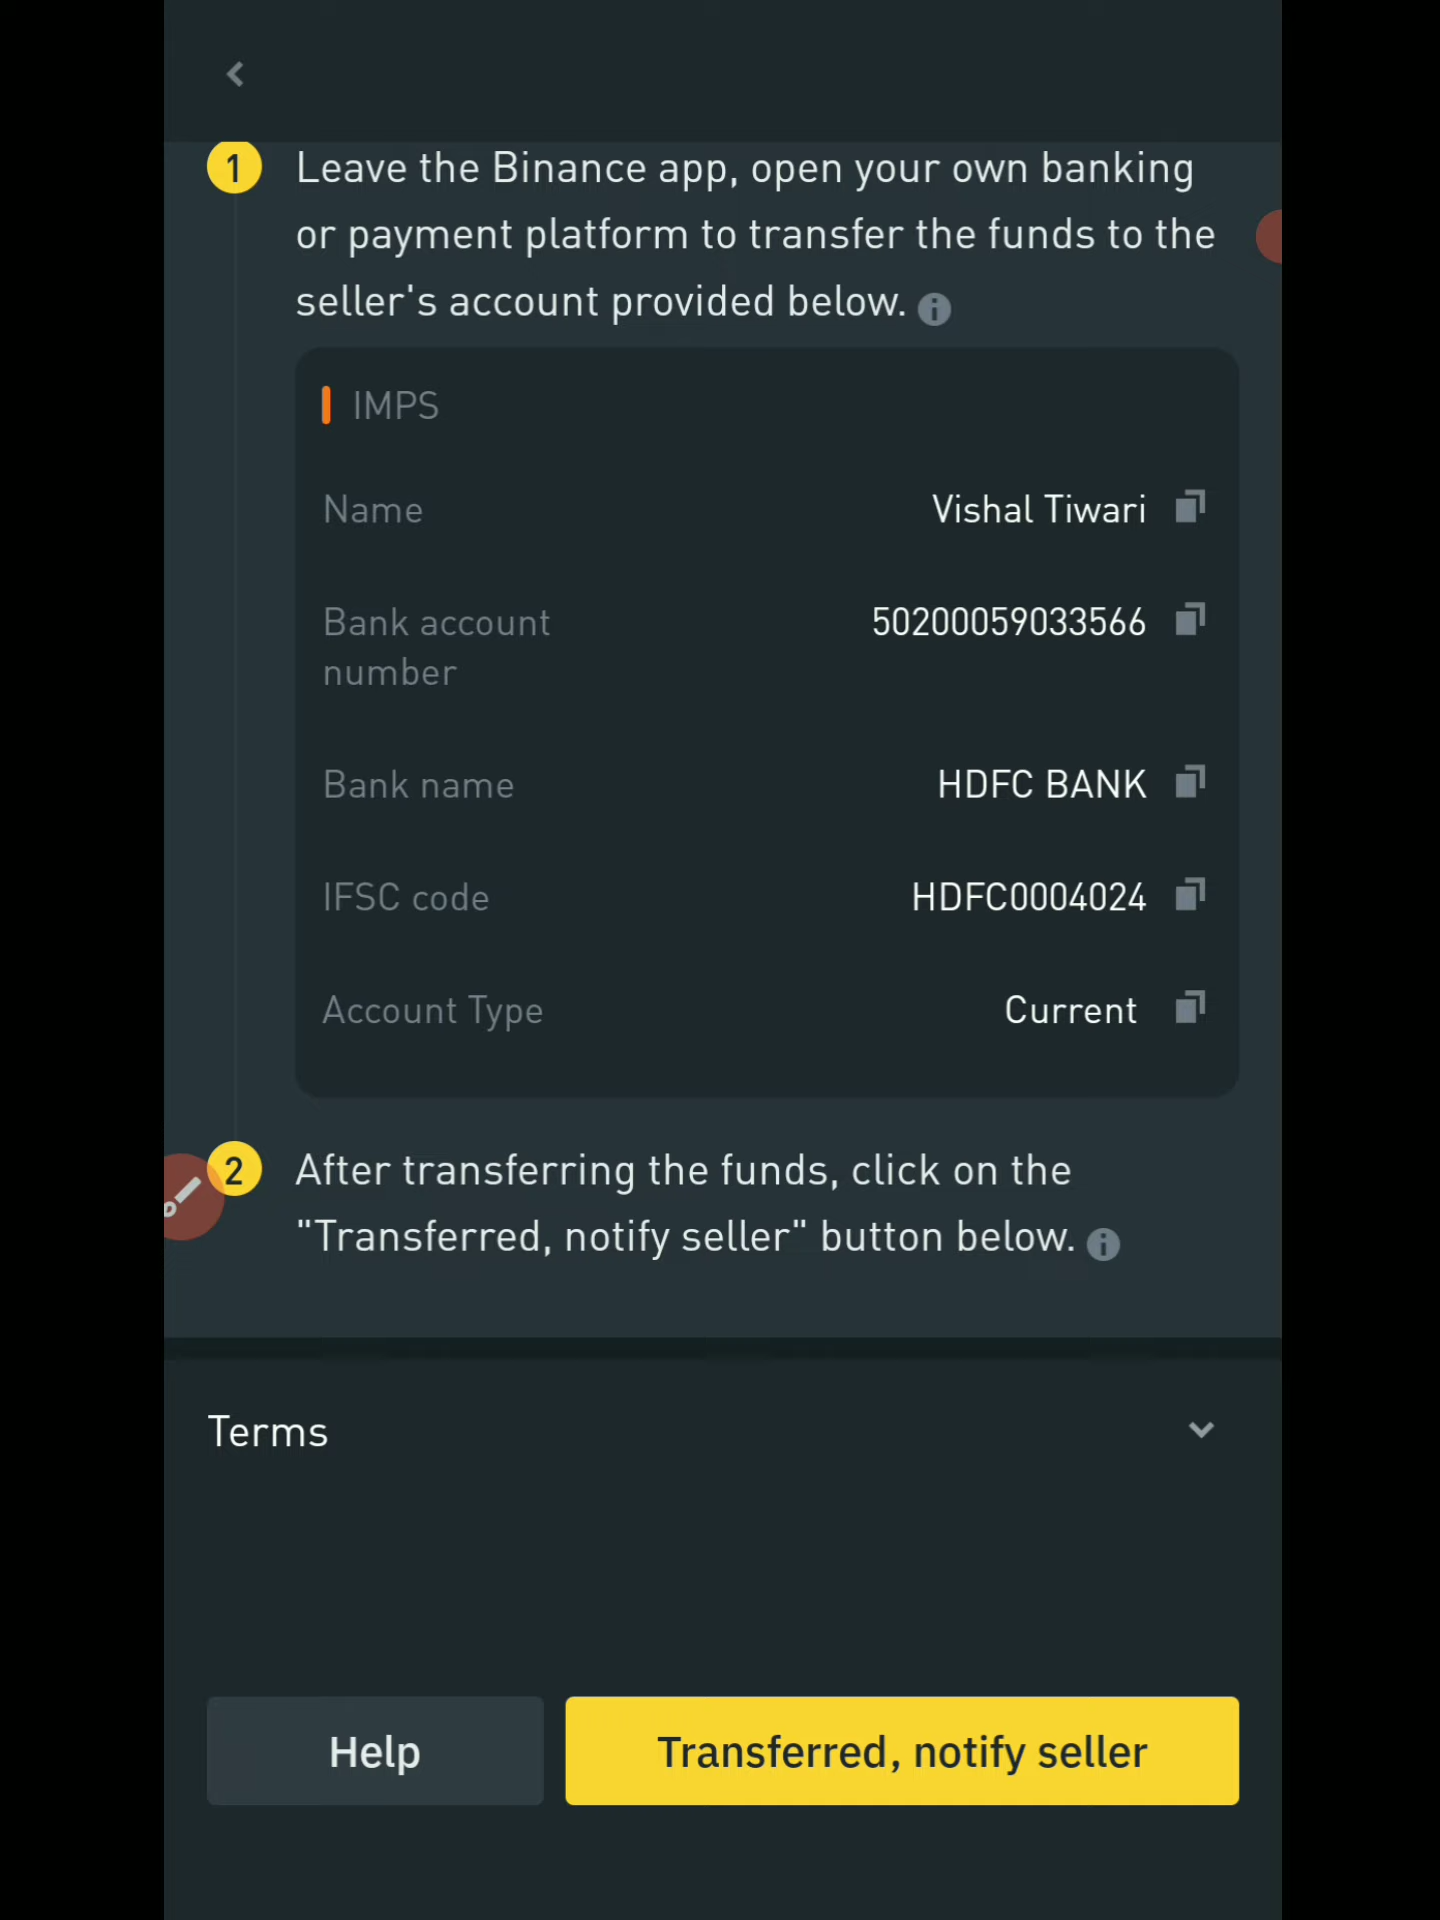 1 Leave the Binance app, open your own banking
or payment platform to transfer the funds to the
seller's account provided below.
IMPS
Name Vishal Tiwari
Bank account 50200059033566
number
Bank name HDFC BANK
IFSC code HDFC0004024
Account Type Current
2 After transferring the funds, click on the
"Transferred, notify seller" button below.
Terms
Help Transferred, notify seller